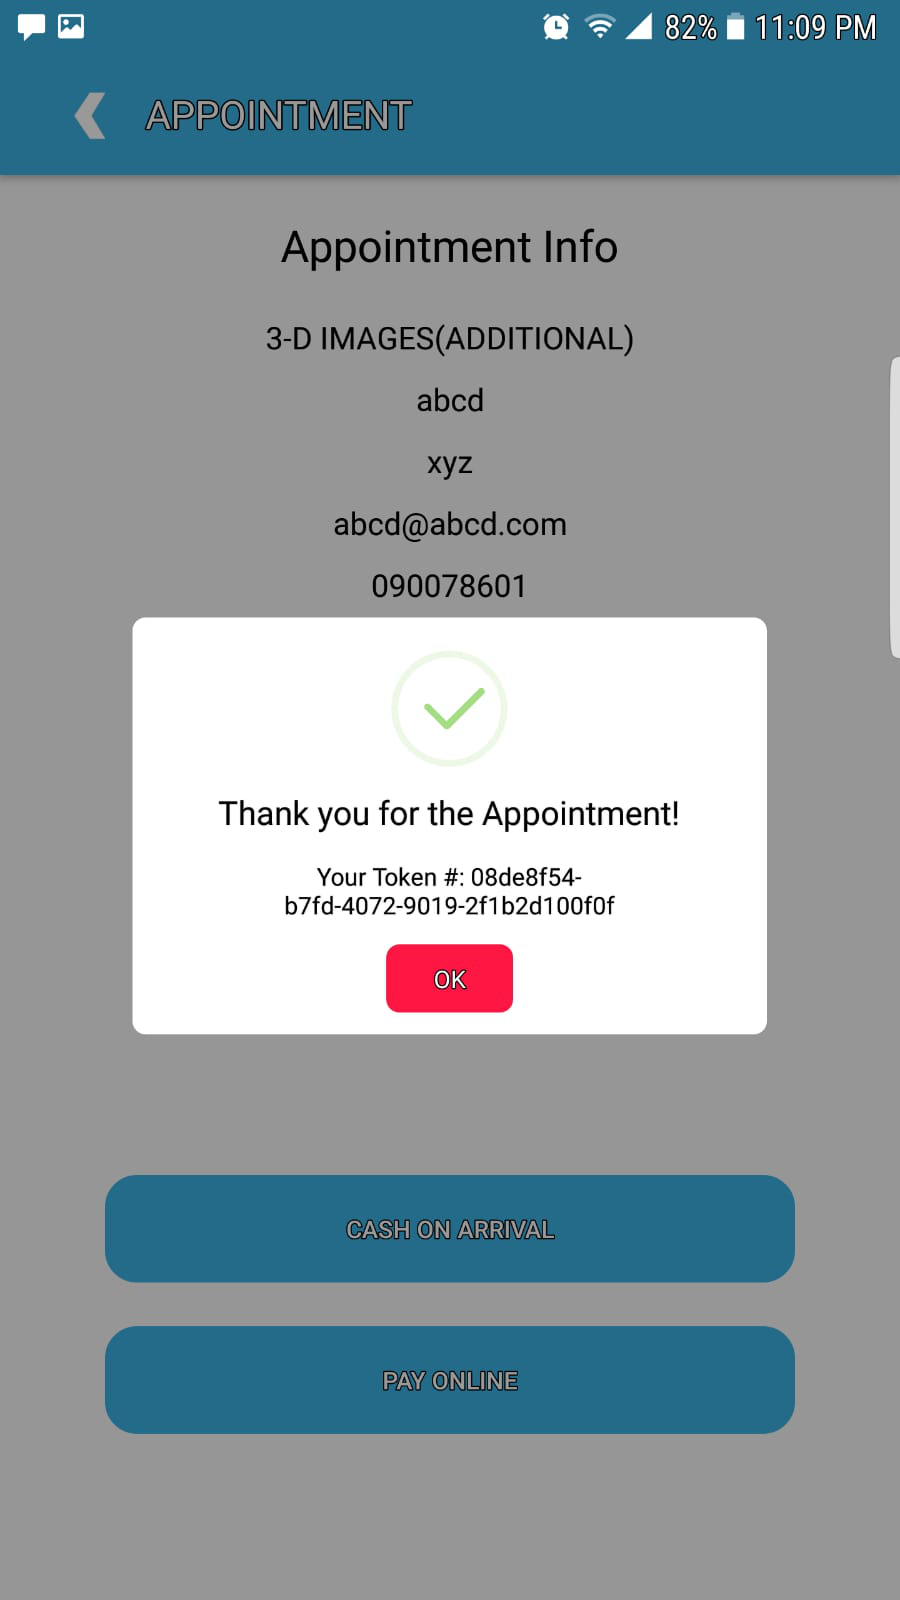 82% 11:09 PM
APPOINTMENT
Appointment Info
3-D IMAGES(ADDITIONAL)
abcd
xyz
abcd@abcd.com
090078601
Thank you for the Appointment!
Your Token #: 08de8f54-
b7fd-4072-9019-2f1b2d100f0f
OK
CASH ON ARRIVAL
PAY ONLINE